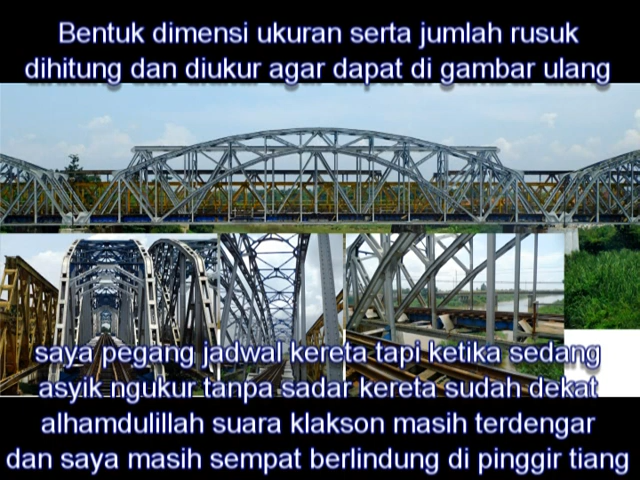 Bentuk dimensi ukuran serta jumlah rusuk
dihitung dan diukur agar dapat di gambar ulang
saya pegang jadwal kereta tapi ketika sedang
asyik ngukur tanpa sadar kereta sudah dekat
alhamdulillah suara klakson masih terdengar
dan saya masih sempat berlindung di pinggir tiang